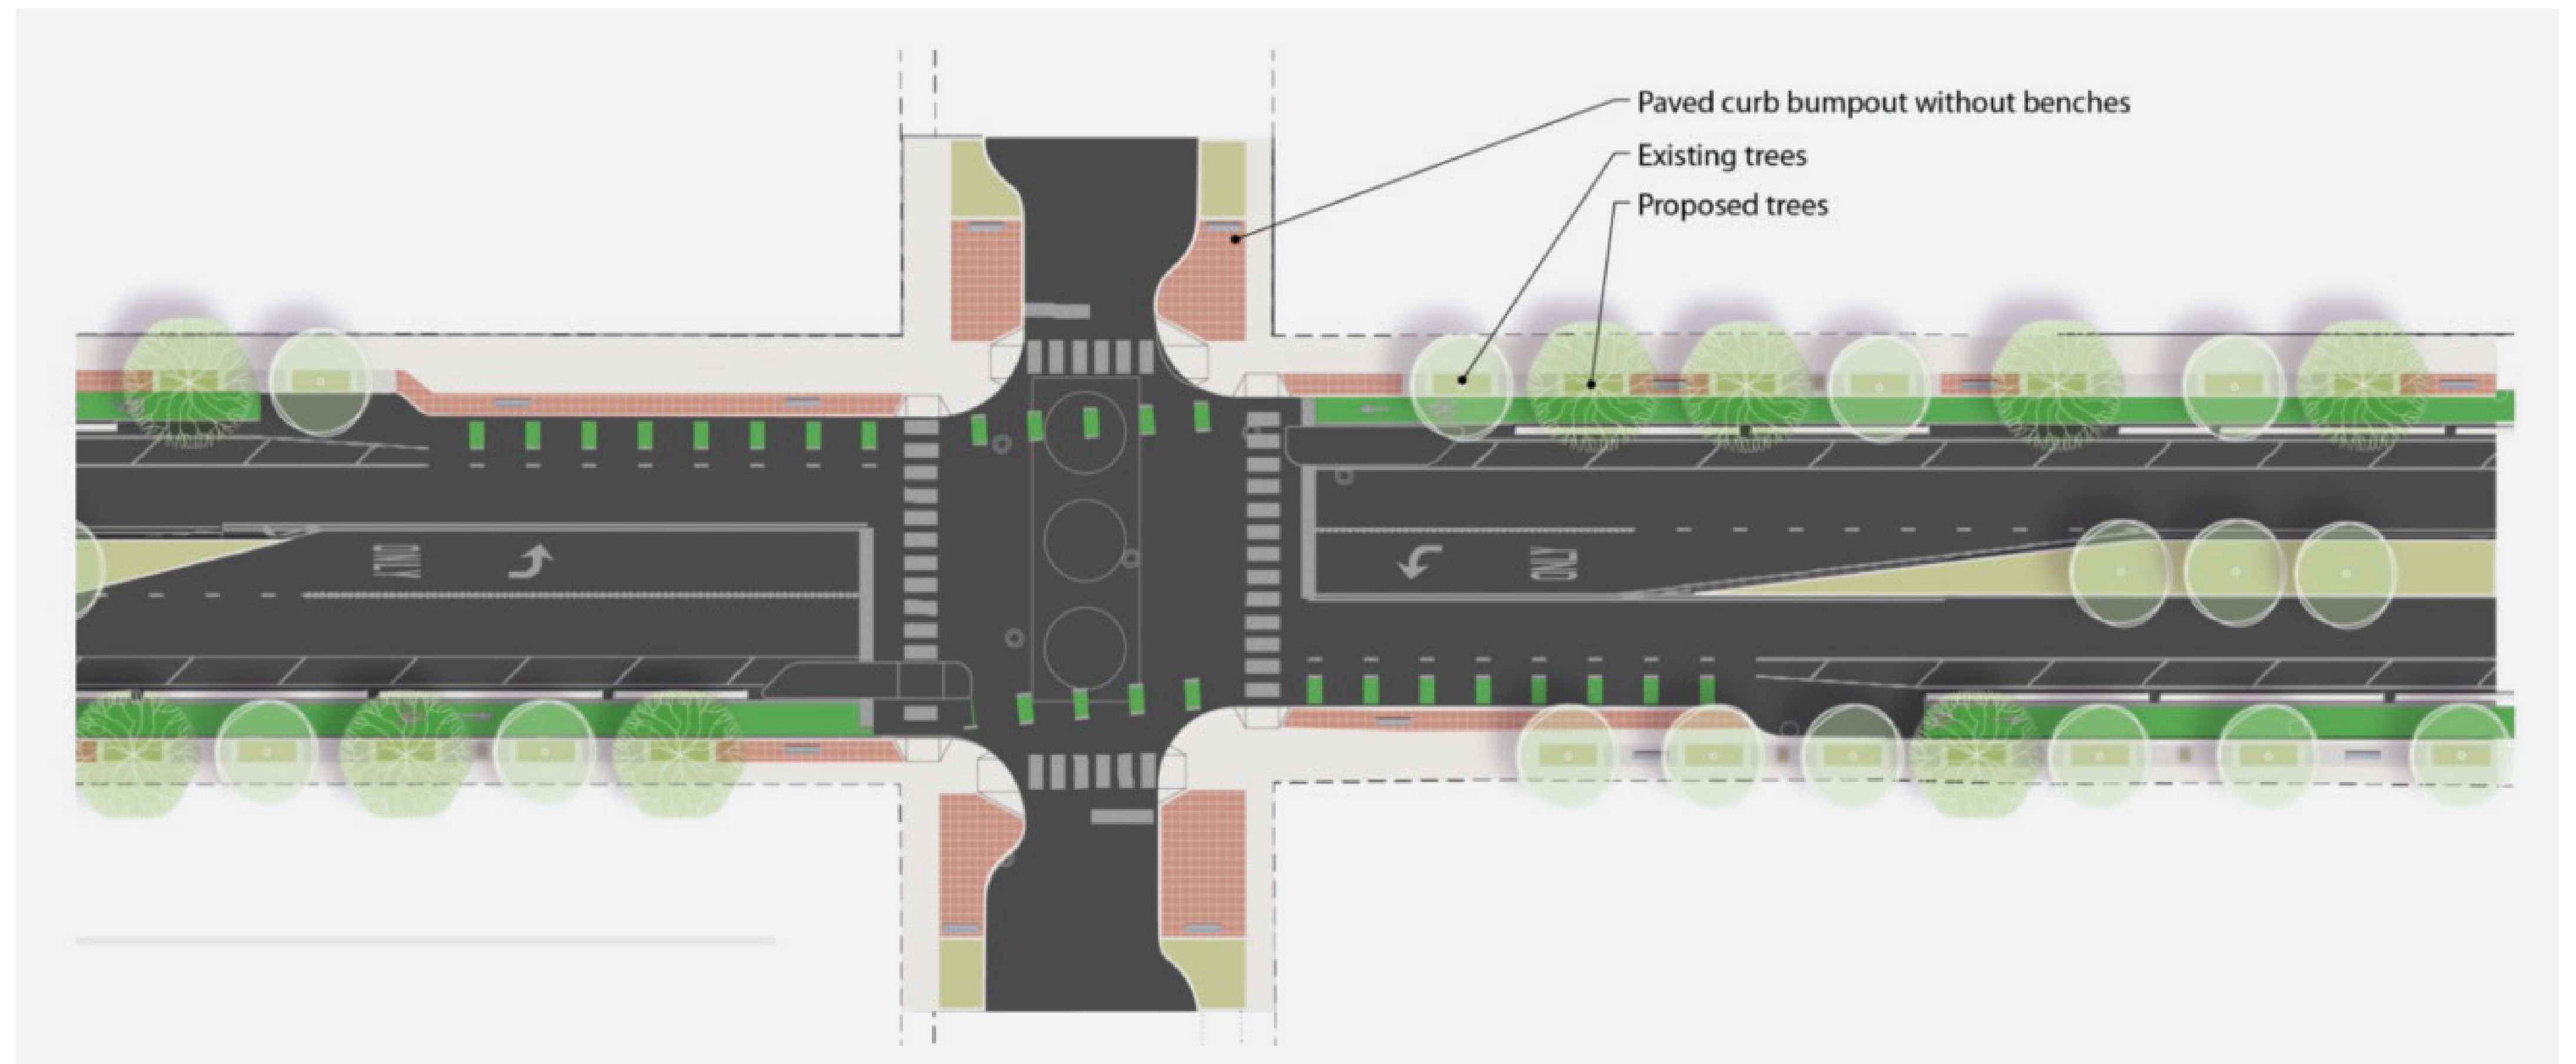 Paved curb bumpout without benches
Existing trees
Proposed trees
ONLY
ONLY